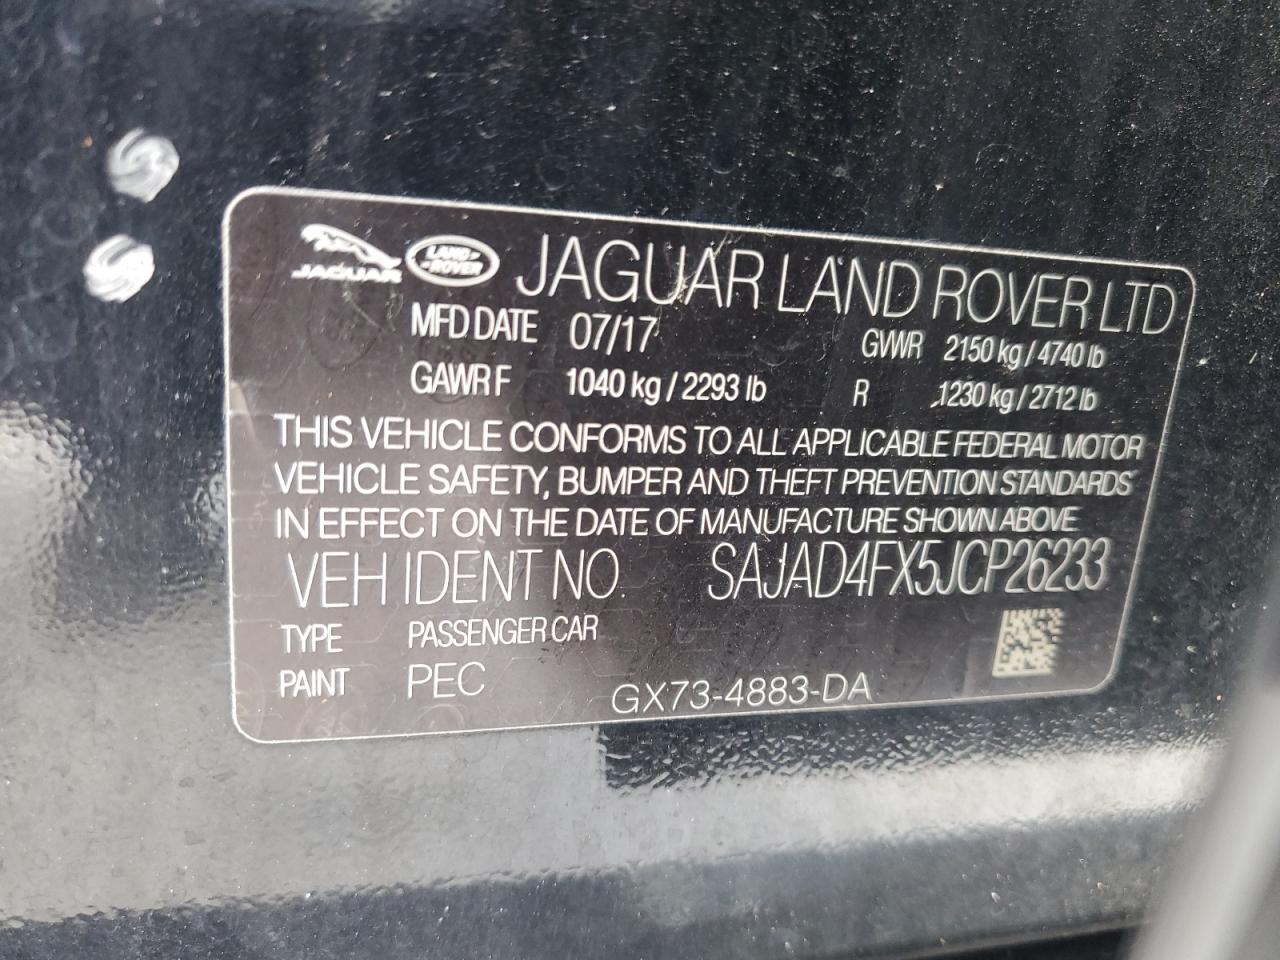 JAGUAR LAND ROVER JAGUAR LAND ROVER LTD
MFD DATE 07/17 GVWR 2150 kg / 4740 lb
GAWR F 1040 kg / 2293 lb R 1230 kg / 2712 lb
THIS VEHICLE CONFORMS TO ALL APPLICABLE FEDERAL MOTOR
VEHICLE SAFETY, BUMPER AND THEFT PREVENTION STANDARDS
IN EFFECT ON THE DATE OF MANUFACTURE SHOWN ABOVE
VEH IDENT NO. SAJAD4FX5JCP26233
TYPE PASSENGER CAR
PAINT PEC
GX73-4883-DA